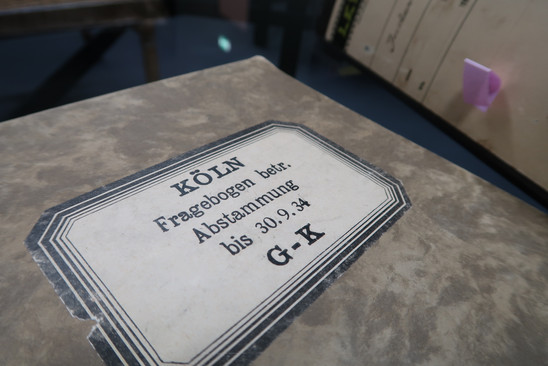 KÖLN
Fragebogen betr.
Abstammung
bis 30.9.34
G-K